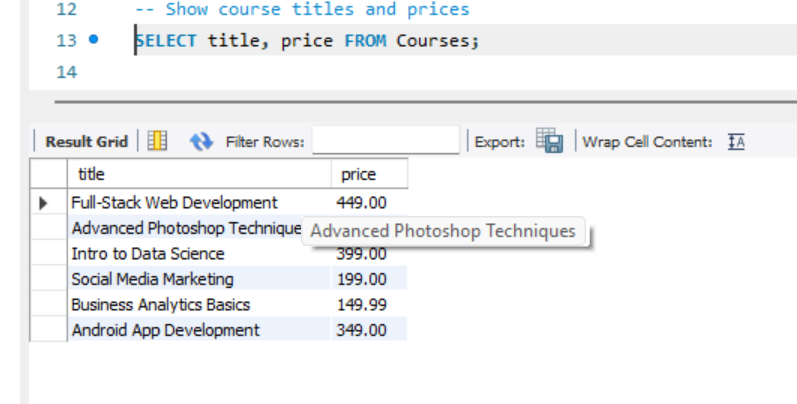 12 -- Show course titles and prices
13 SELECT title, price FROM Courses;
14
Result Grid Filter Rows: Export: Wrap Cell Content: IA
title price
Full-Stack Web Development 449.00
Advanced Photoshop Technique Advanced Photoshop Techniques
Intro to Data Science 399.00
Social Media Marketing 199.00
Business Analytics Basics 149.99
Android App Development 349.00